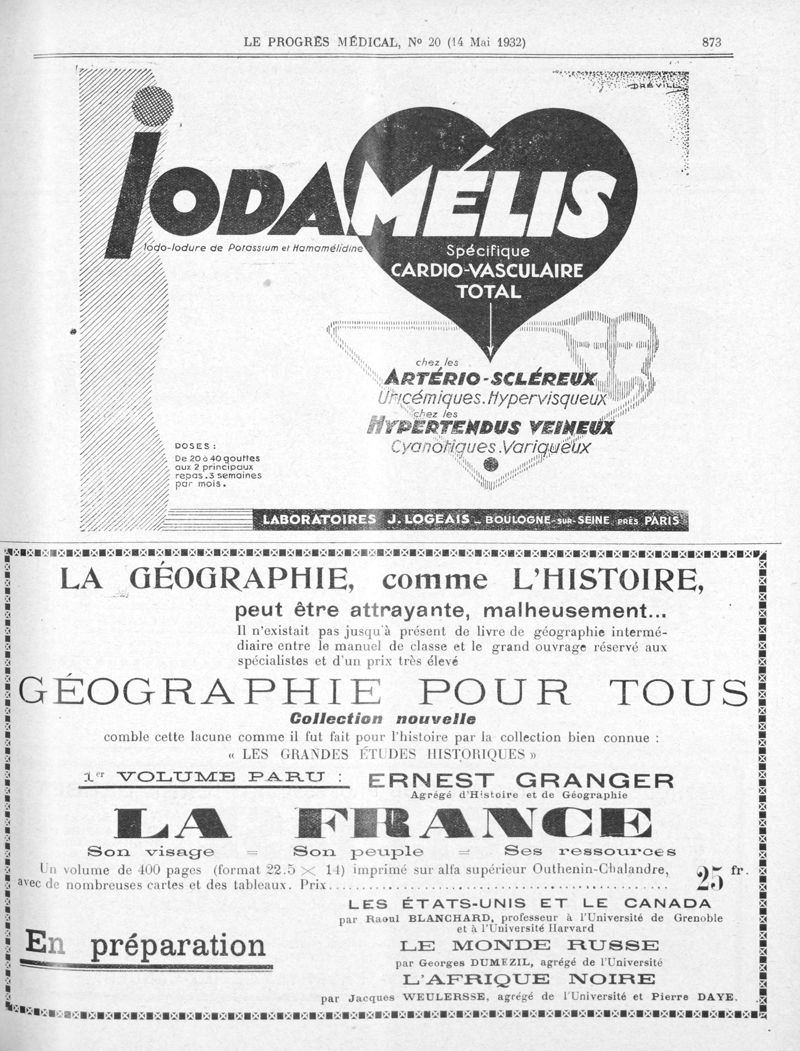 LE PROGRÈS MÉDICAL, No 20 (14 Mai 1932)
873
DREVILL
IODAMÉLIS
Iodo-Iodure de Potassium et Hamamélidine
Spécifique
CARDIO-VASCULAIRE
TOTAL
chez les
ARTÉRIO-SCLÉREUX
Uricémiques. Hypervisqueux
chez les
HYPERTENDUS VEINEUX
Cyanotiques. Variqueux
DOSES:
De 20 à 40 gouttes
aux 2 principaux
repas. 3 semaines
par mois.
LABORATOIRES J. LOGEAIS _ BOULOGNE-SUR-SEINE PRÈS PARIS
LA GÉOGRAPHIE, comme L'HISTOIRE,
peut être attrayante, malheusement...
Il n'existait pas jusqu'à présent de livre de géographie intermé-
diaire entre le manuel de classe et le grand ouvrage réservé aux
spécialistes et d'un prix très élevé
GÉOGRAPHIE POUR TOUS
Collection nouvelle
comble cette lacune comme il fut fait pour l'histoire par la collection bien connue :
« LES GRANDES ÉTUDES HISTORIQUES »
1er VOLUME PARU : ERNEST GRANGER
Agrégé d'Histoire et de Géographie
LA FRANCE
Son visage = Son peuple = Ses ressources
Un volume de 400 pages (format 22.5 × 14) imprimé sur alfa supérieur Outhenin-Chalandre,
avec de nombreuses cartes et des tableaux. Prix........ 25 fr.
En préparation
LES ÉTATS-UNIS ET LE CANADA
par Raoul BLANCHARD, professeur à l'Université de Grenoble
et à l'Université Harvard
LE MONDE RUSSE
par Georges DUMEZIL, agrégé de l'Université
L'AFRIQUE NOIRE
par Jacques WEULERSSE, agrégé de l'Université et Pierre DAYE.